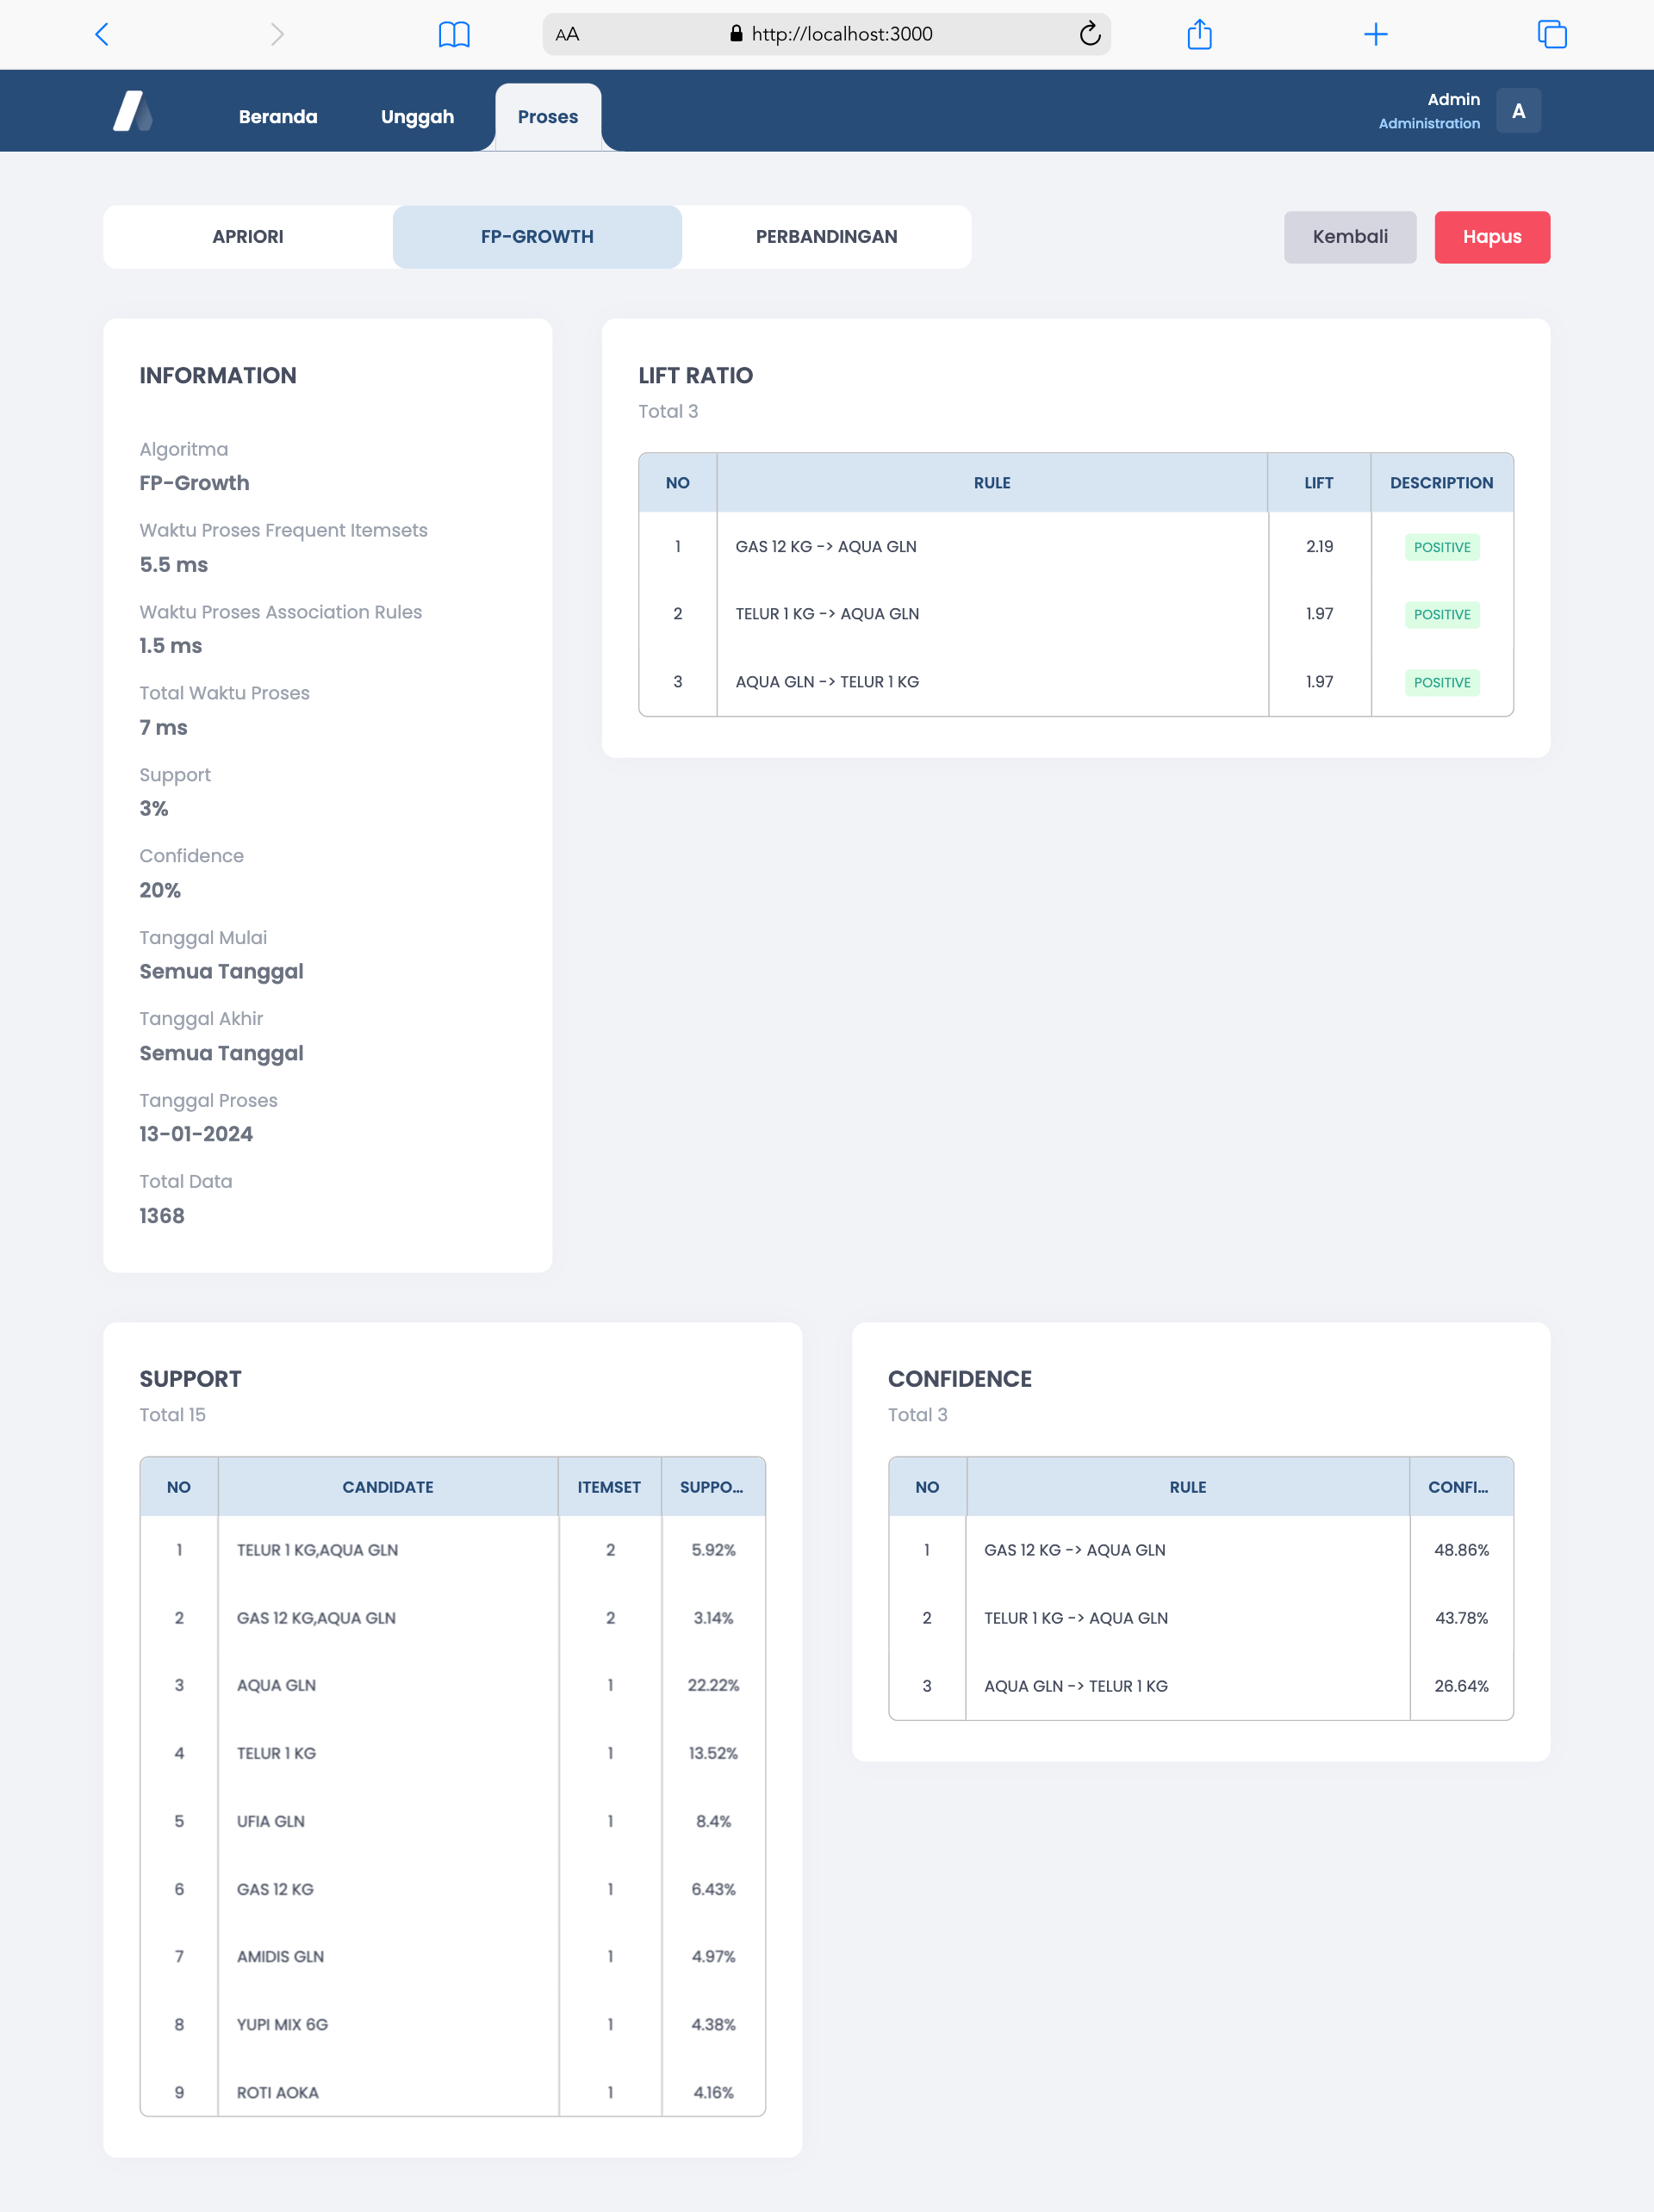 AA http://localhost:3000
Beranda Unggah Proses
Admin
Administration
A
APRIORI FP-GROWTH PERBANDINGAN
Kembali Hapus
INFORMATION
Algoritma
FP-Growth
Waktu Proses Frequent Itemsets
5.5 ms
Waktu Proses Association Rules
1.5 ms
Total Waktu Proses
7 ms
Support
3%
Confidence
20%
Tanggal Mulai
Semua Tanggal
Tanggal Akhir
Semua Tanggal
Tanggal Proses
13-01-2024
Total Data
1368
LIFT RATIO
Total 3
NO RULE LIFT DESCRIPTION
1 GAS 12 KG -> AQUA GLN 2.19 POSITIVE
2 TELUR 1 KG -> AQUA GLN 1.97 POSITIVE
3 AQUA GLN -> TELUR 1 KG 1.97 POSITIVE
SUPPORT
Total 15
NO CANDIDATE ITEMSET SUPPO...
1 TELUR 1 KG,AQUA GLN 2 5.92%
2 GAS 12 KG,AQUA GLN 2 3.14%
3 AQUA GLN 1 22.22%
4 TELUR 1 KG 1 13.52%
5 UFIA GLN 1 8.4%
6 GAS 12 KG 1 6.43%
7 AMIDIS GLN 1 4.97%
8 YUPI MIX 6G 1 4.38%
9 ROTI AOKA 1 4.16%
CONFIDENCE
Total 3
NO RULE CONFI...
1 GAS 12 KG -> AQUA GLN 48.86%
2 TELUR 1 KG -> AQUA GLN 43.78%
3 AQUA GLN -> TELUR 1 KG 26.64%